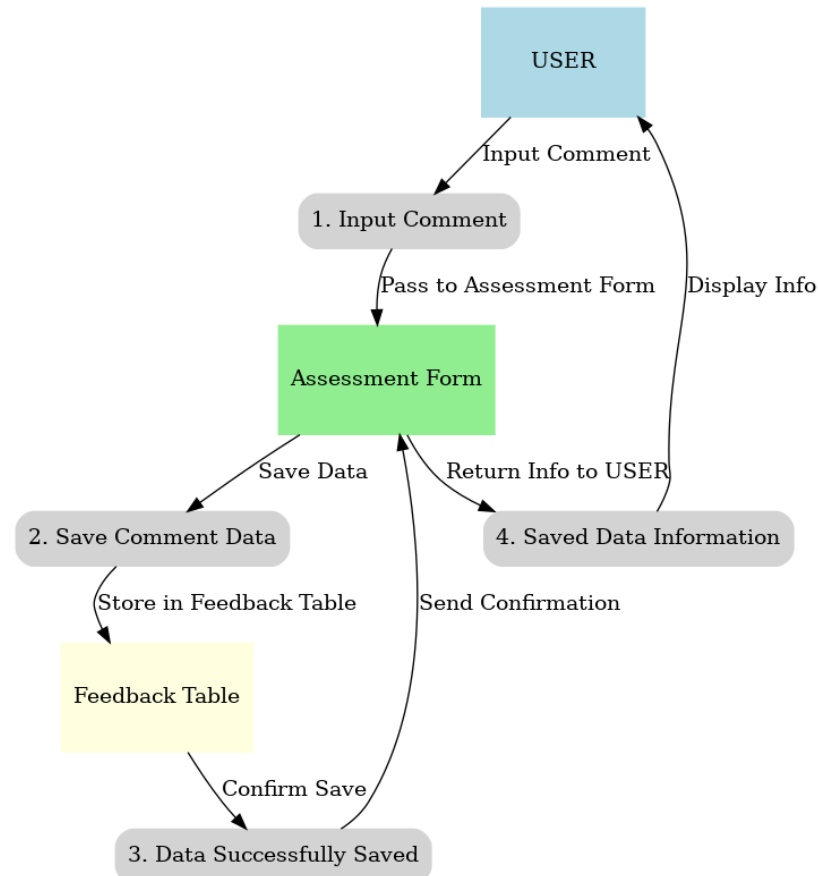 USER
Input Comment
1. Input Comment
Pass to Assessment Form
Display Info
Assessment Form
Save Data
Return Info to USER
2. Save Comment Data
4. Saved Data Information
Store in Feedback Table
Send Confirmation
Feedback Table
Confirm Save
3. Data Successfully Saved